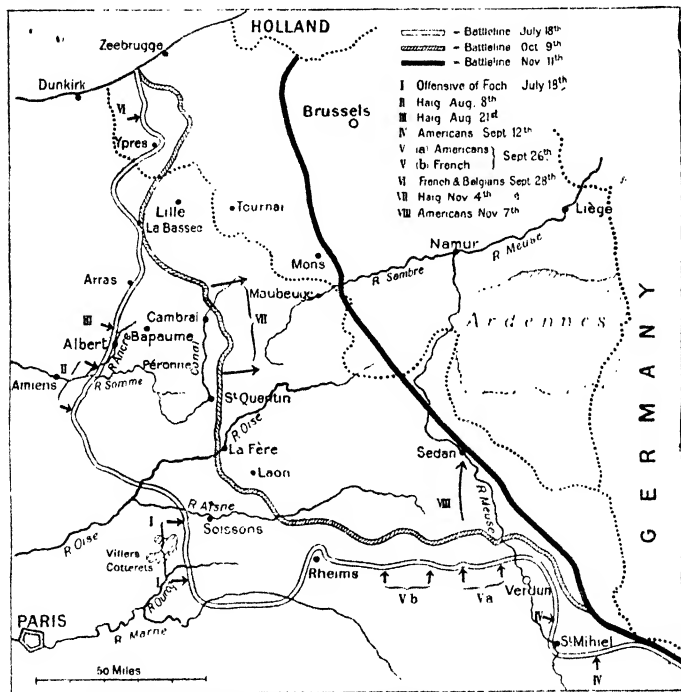 HOLLAND
Zeebrugge
Dunkirk
Brussels
- Battleline July 18th
- Battleline Oct 9th
- Battleline Nov 11th
I Offensive of Foch July 18th
II Haig Aug. 8th
III Haig Aug 21st
IV Americans Sept 12th
V (a) Americans
V (b) French
Sept 26th
VI French & Belgians Sept 28th
VII Haig Nov 4th
VIII Americans Nov 7th
VI
Ypres
Lille
La Bassee
Tournai
Liège
Namur
R Meuse
Mons
R Sambre
Maubeuge
Arras
Ardennes
GERMANY
III
Cambrai
VII
Albert
Bapaume
R Ancre
Canal
II
Péronne
Amiens
R Somme
St Quentin
R Oise
La Fère
Laon
Sedan
VIII
R Meuse
R Aisne
Soissons
I
R Oise
Villers
Cotterets
I
R Ourcq
Rheims
V b
V a
Verdun
IV
PARIS
R Marne
St Mihiel
IV
50 Miles